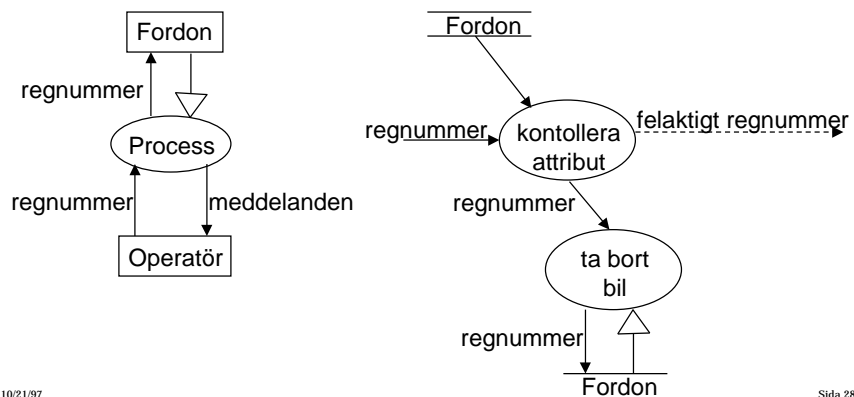 Fordon
regnummer
Process
regnummer
meddelanden
Operatör
Fordon
regnummer
kontollera
attribut
felaktigt regnummer
regnummer
ta bort
bil
regnummer
Fordon
10/21/97
Sida 28